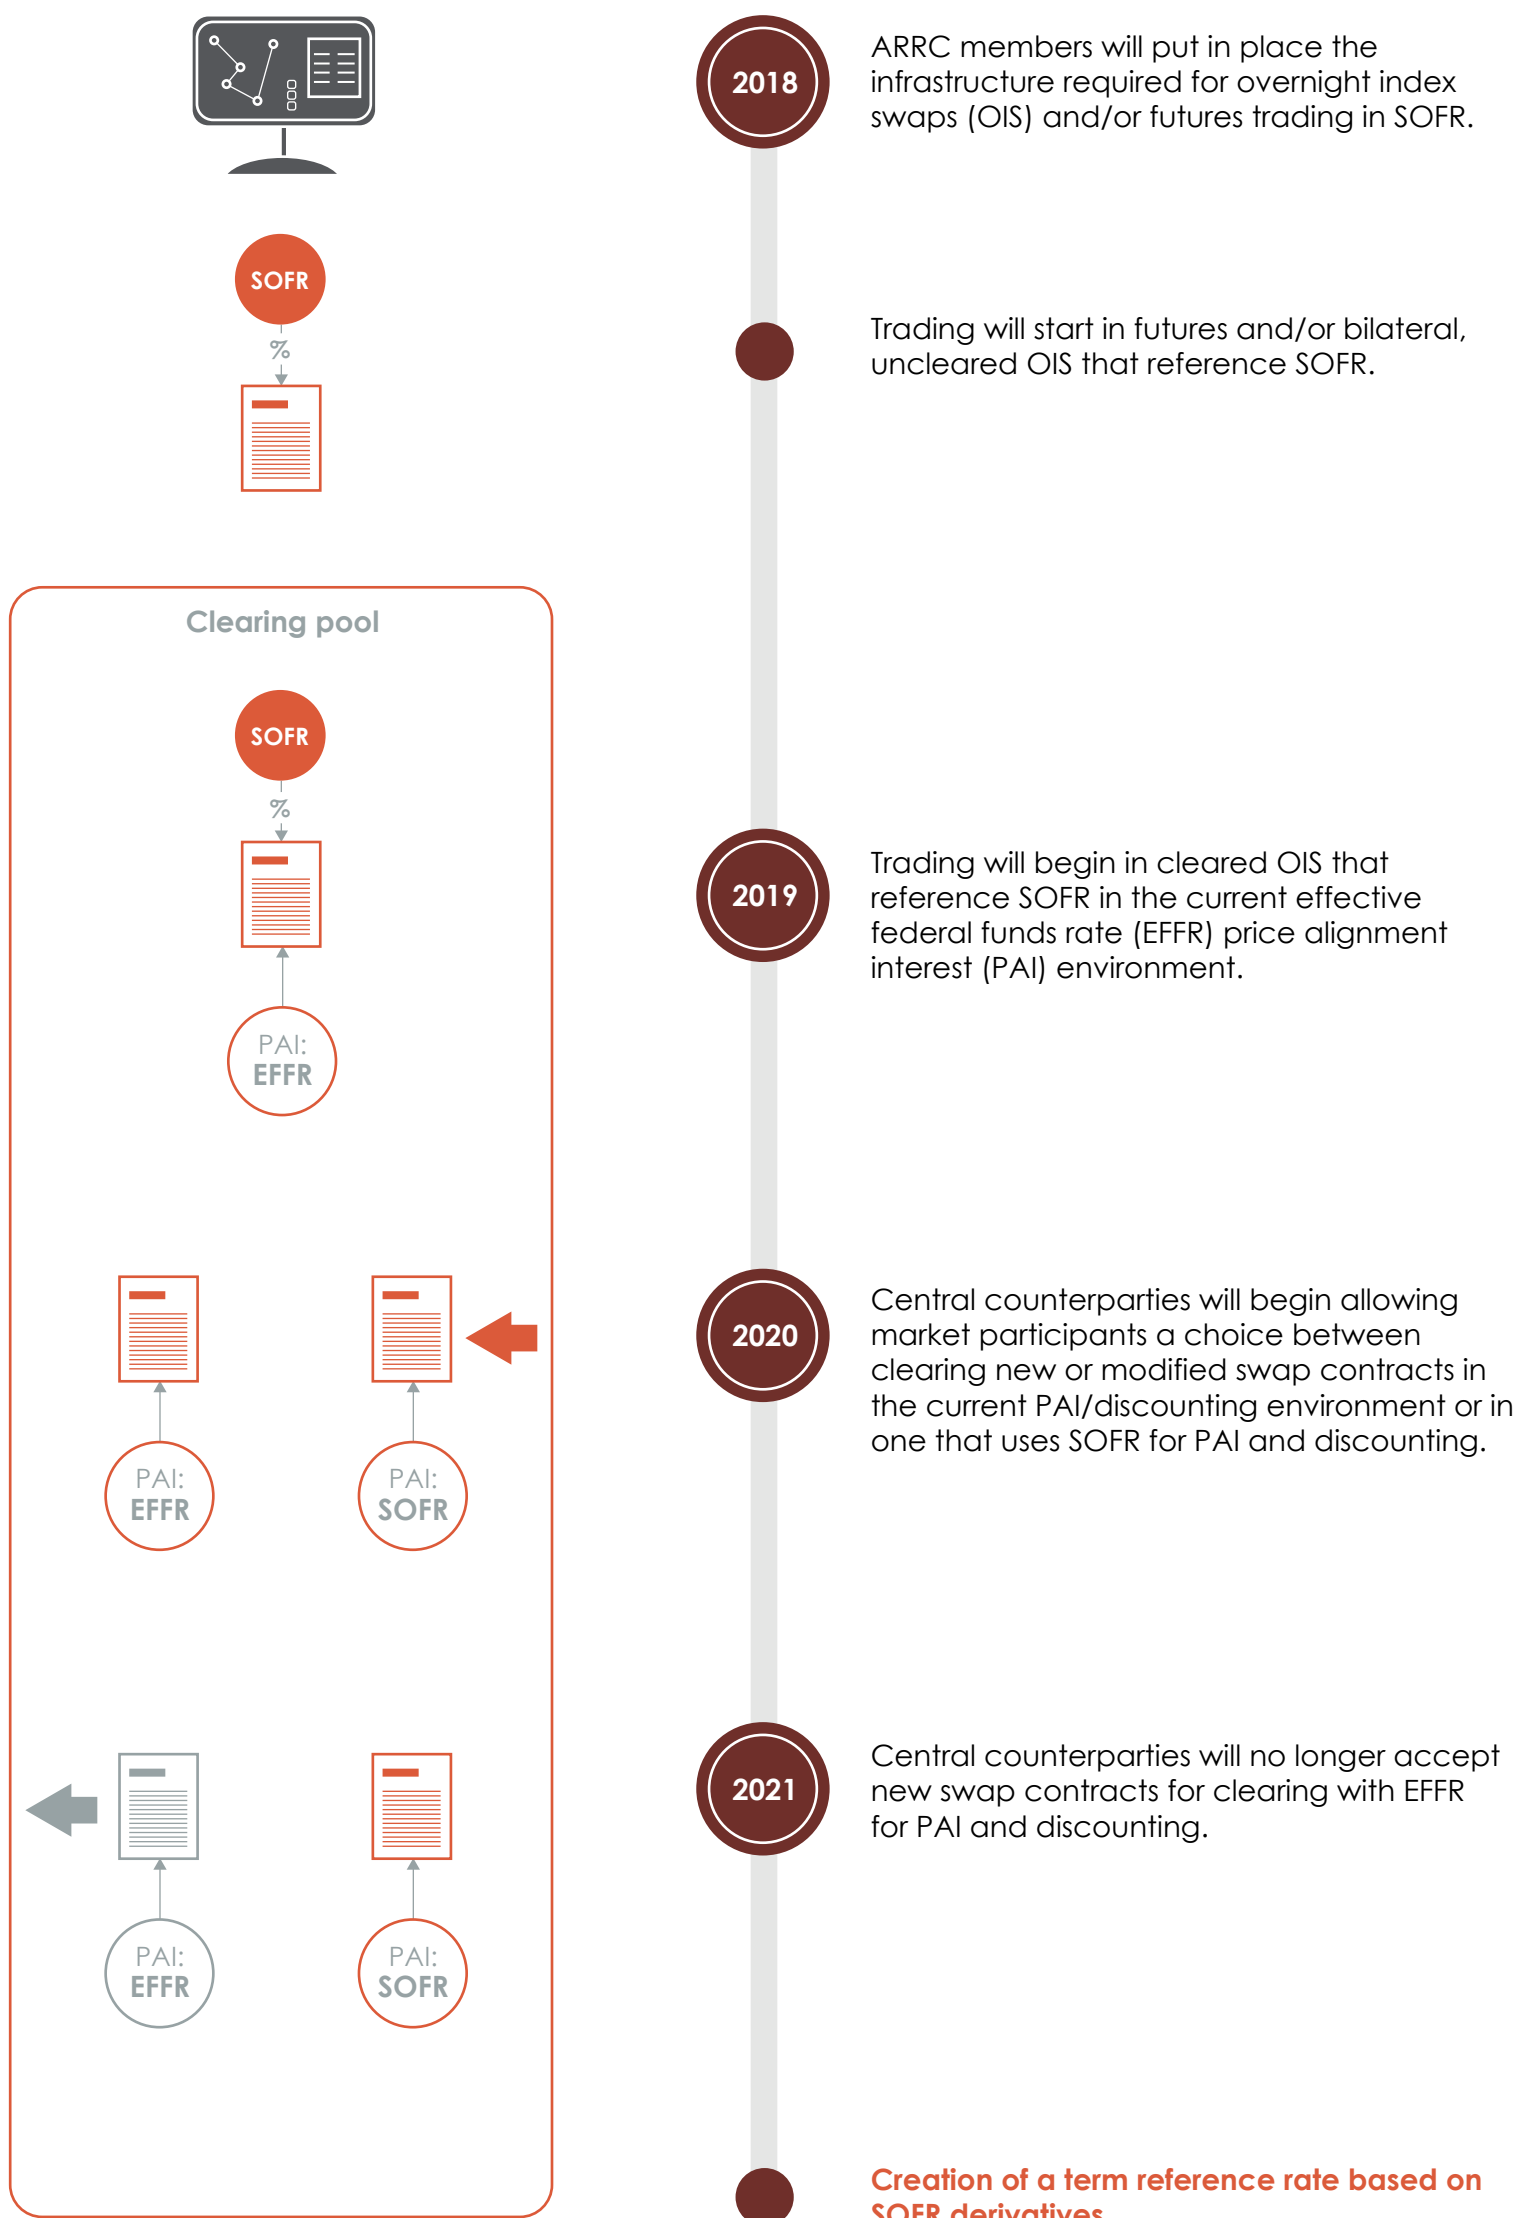 2018
ARRC members will put in place the
infrastructure required for overnight index
swaps (OIS) and/or futures trading in SOFR.
SOFR
%
Trading will start in futures and/or bilateral,
uncleared OIS that reference SOFR.
Clearing pool
SOFR
%
PAI:
EFFR
2019
Trading will begin in cleared OIS that
reference SOFR in the current effective
federal funds rate (EFFR) price alignment
interest (PAI) environment.
PAI:
EFFR
PAI:
SOFR
2020
Central counterparties will begin allowing
market participants a choice between
clearing new or modified swap contracts in
the current PAI/discounting environment or in
one that uses SOFR for PAI and discounting.
PAI:
EFFR
PAI:
SOFR
2021
Central counterparties will no longer accept
new swap contracts for clearing with EFFR
for PAI and discounting.
Creation of a term reference rate based on
SOFR derivatives